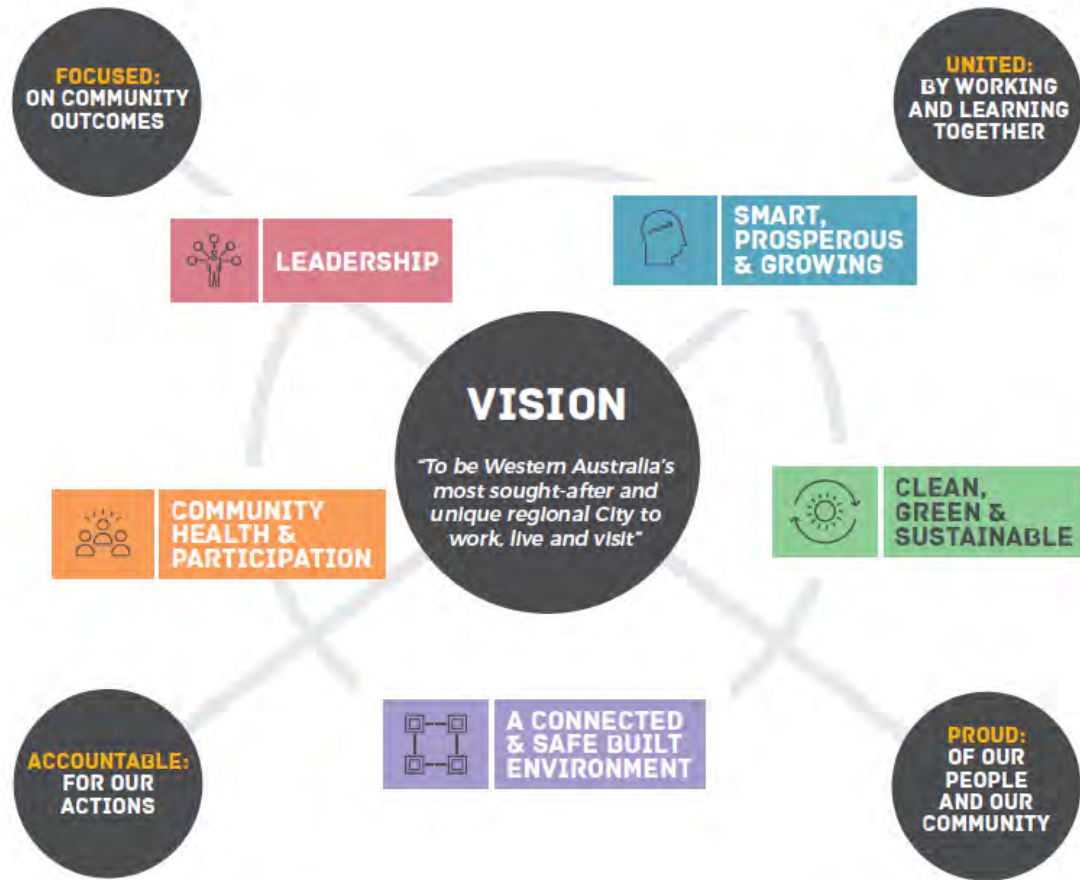 FOCUSED:
ON COMMUNITY
OUTCOMES
UNITED:
BY WORKING
AND LEARNING
TOGETHER
LEADERSHIP
SMART,
PROSPEROUS
& GROWING
VISION
"To be Western Australia's
most sought-after and
unique regional City to
work, live and visit"
COMMUNITY
HEALTH &
PARTICIPATION
CLEAN,
GREEN &
SUSTAINABLE
A CONNECTED
& SAFE BUILT
ENVIRONMENT
ACCOUNTABLE:
FOR OUR
ACTIONS
PROUD:
OF OUR
PEOPLE
AND OUR
COMMUNITY